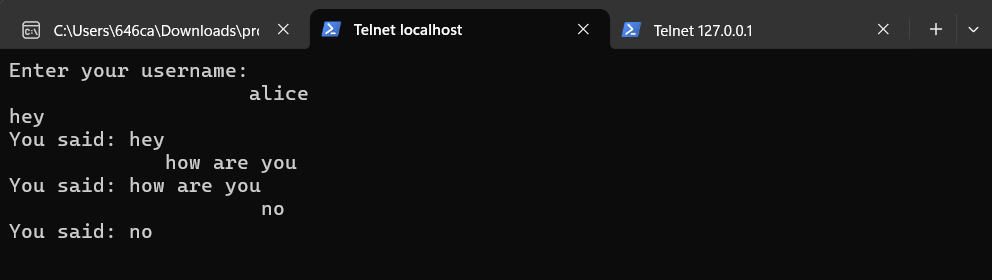 C:\Users\646ca\Downloads\pro
Telnet localhost
Telnet 127.0.0.1
Enter your username:
alice
hey
You said: hey
how are you
You said: how are you
no
You said: no